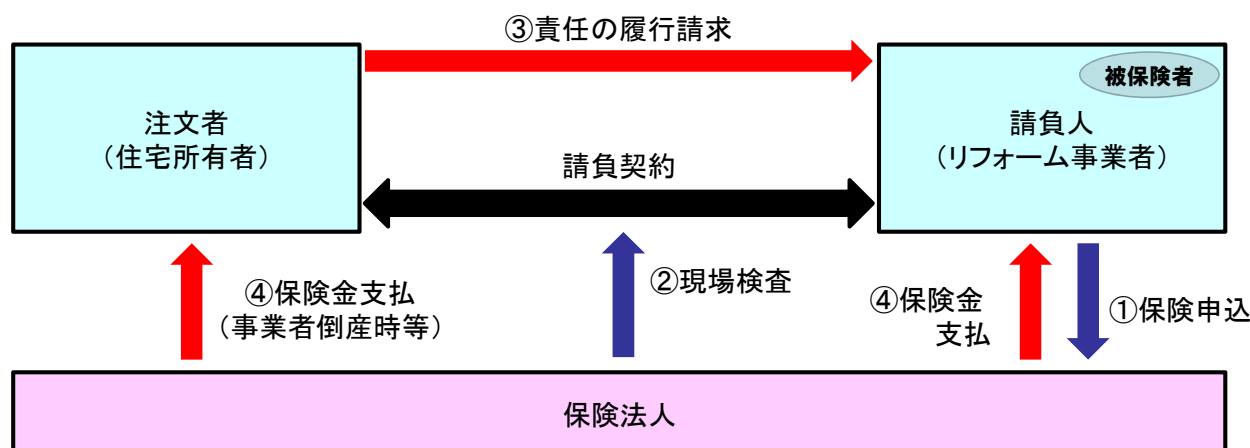 ③責任の履行請求
注文者
（住宅所有者）
被保険者
請負人
（リフォーム事業者）
請負契約
④保険金支払
（事業者倒産時等）
②現場検査
④保険金
支払
①保険申込
保険法人